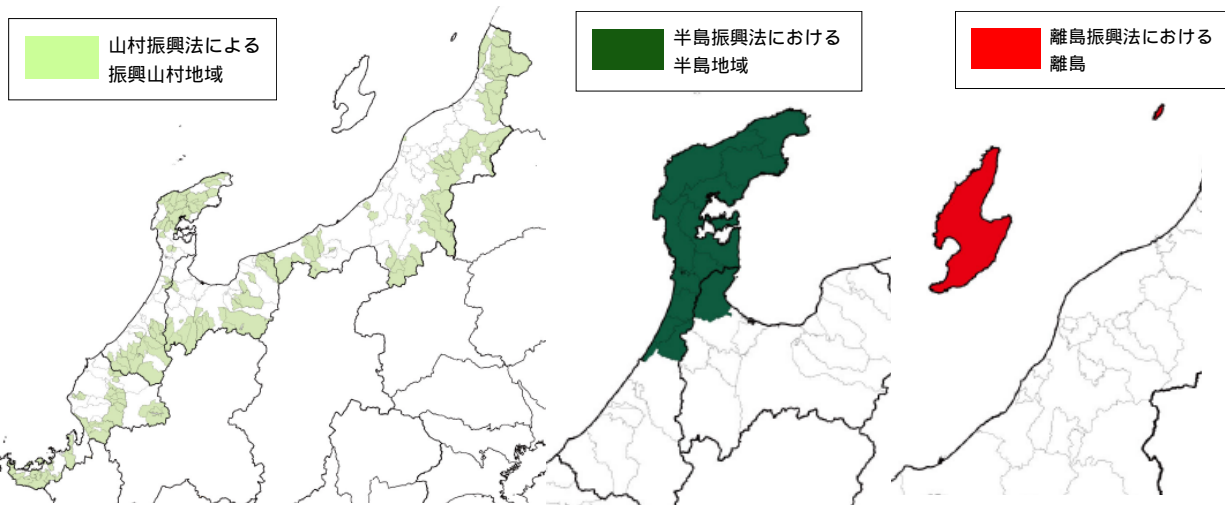 山村振興法による
振興山村地域
半島振興法における
半島地域
離島振興法における
離島